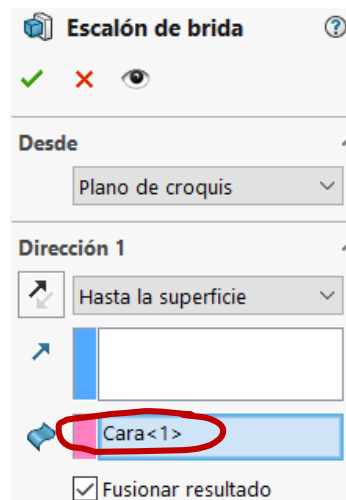 Escalón de brida
Desde
Plano de croquis
Dirección 1
Hasta la superficie
Cara<1>
Fusionar resultado